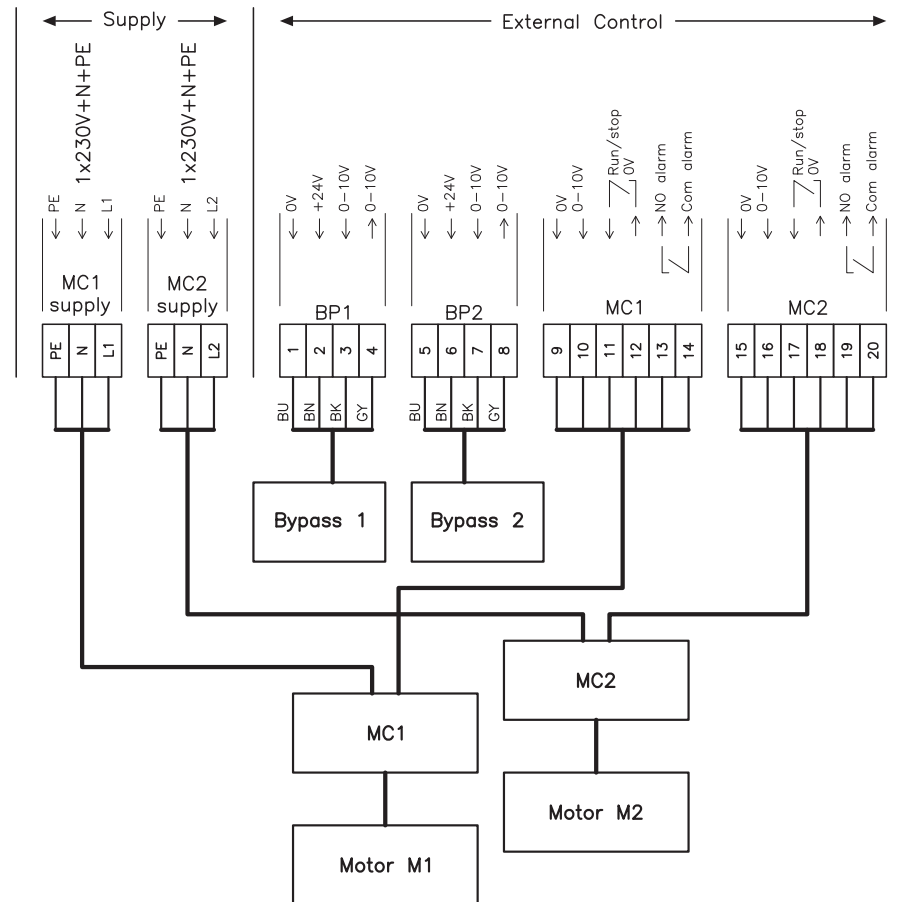 Supply
External Control
1x230V+N+PE
1x230V+N+PE
PE
N
L1
PE
N
L2
0V
+24V
0-10V
0-10V
0V
+24V
0-10V
0-10V
0V
0-10V
Run/stop
0V
NO alarm
Com alarm
0V
0-10V
Run/stop
0V
NO alarm
Com alarm
MC1
supply
MC2
supply
BP1
BP2
MC1
MC2
PE
N
L1
PE
N
L2
1
2
3
4
5
6
7
8
9
10
11
12
13
14
15
16
17
18
19
20
BU
BN
BK
GY
BU
BN
BK
GY
Bypass 1
Bypass 2
MC2
MC1
Motor M2
Motor M1